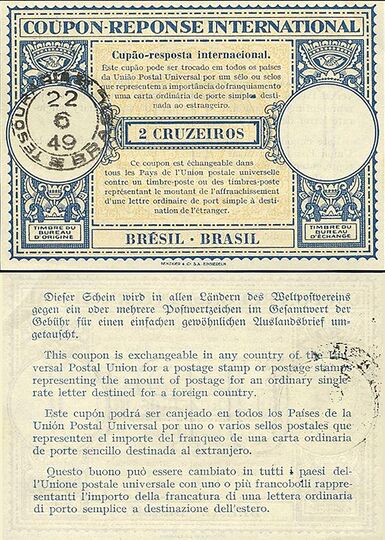 COUPON-REPONSE INTERNATIONAL
Cupão-resposta internacional.
Este cupão pode ser trocado em todos os países
da União Postal Universal por um sêlo ou selos
que representem a importância do franquiamento
de uma carta ordinária de porte simples desti-
nada ao estrangeiro.
22
6
49
2 CRUZEIROS
Ce coupon est échangeable dans
tous les Pays de l'Union postale universelle
contre un timbre-poste ou des timbres-poste
représentant le montant de l'affranchissement
d'une lettre ordinaire de port simple à desti-
nation de l'étranger.
TIMBRE DU
BUREAU
D'ORIGINE
BRÉSIL - BRASIL
TIMBRE DU
BUREAU
D'ÉCHANGE
BENZIGER & CO S.A. EINSIEDELN
Dieser Schein wird in allen Ländern des Weltpostvereins
gegen ein oder mehrere Postwertzeichen im Gesamtwert der
Gebühr für einen einfachen gewöhnlichen Auslandsbrief um-
getauscht.
This coupon is exchangeable in any country of the Uni-
versal Postal Union for a postage stamp or postage stamps
representing the amount of postage for an ordinary single
rate letter destined for a foreign country.
Este cupón podrá ser canjeado en todos los Países de la
Unión Postal Universal por uno o varios sellos postales que
representen el importe del franqueo de una carta ordinaria
de porte sencillo destinada al extranjero.
Questo buono può essere cambiato in tutti i paesi del-
l'Unione postale universale con uno o più francobolli rappre-
sentanti l'importo della francatura di una lettera ordinaria
di porto semplice a destinazione dell'estero.